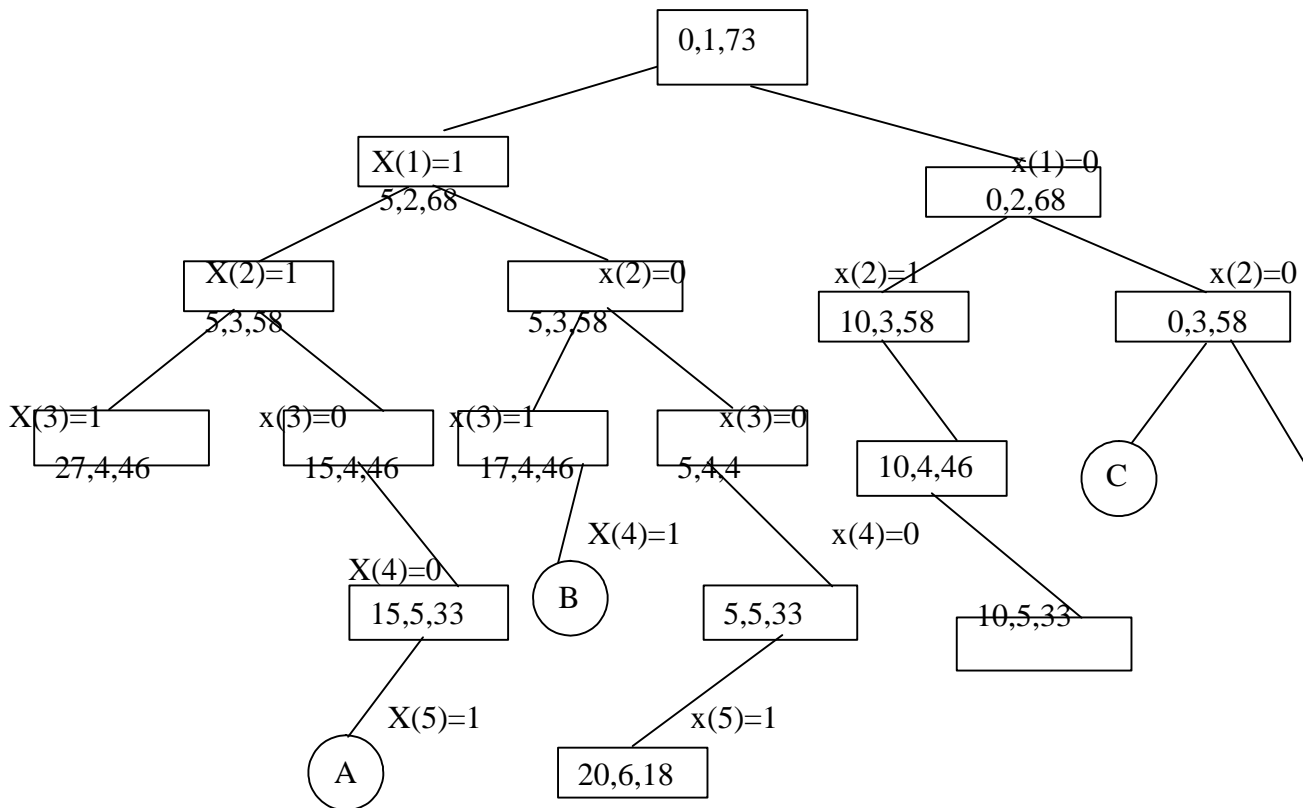 0,1,73
X(1)=1
x(1)=0
5,2,68
0,2,68
X(2)=1
x(2)=0
x(2)=1
x(2)=0
5,3,58
5,3,58
10,3,58
0,3,58
X(3)=1
x(3)=0
x(3)=1
x(3)=0
27,4,46
15,4,46
17,4,46
5,4,4
10,4,46
C
X(4)=1
x(4)=0
X(4)=0
B
15,5,33
5,5,33
10,5,33
X(5)=1
x(5)=1
A
20,6,18